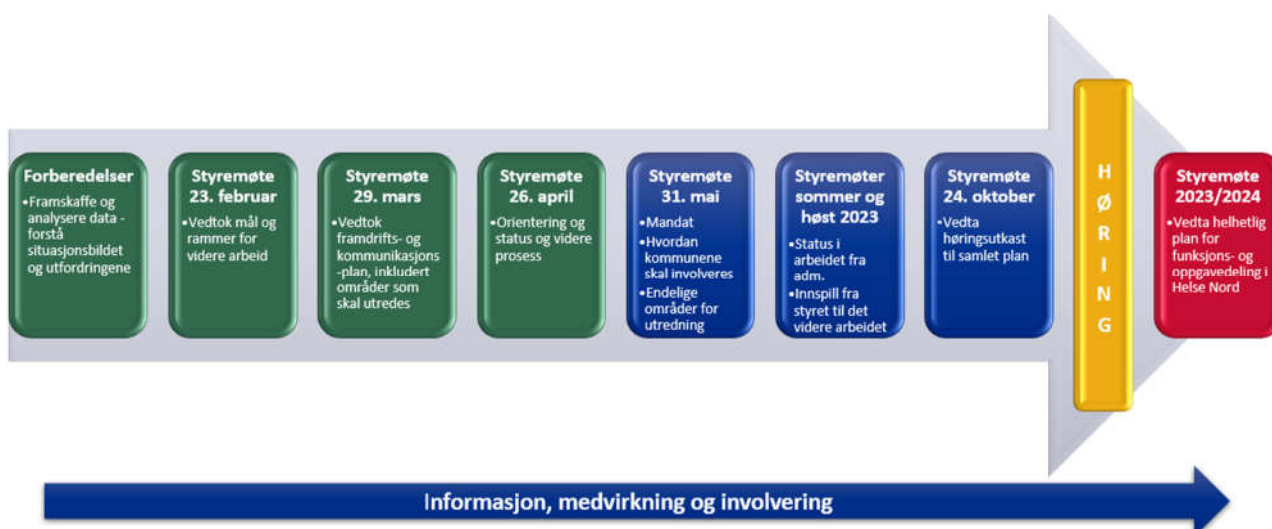 Forberedelser
•Framskaffe og
analysere data -
forstå
situasjonsbildet
og utfordringene
Styremøte
23. februar
•Vedtok mål og
rammer for
videre arbeid
Styremøte
29. mars
•Vedtok
framdrifts- og
kommunikasjons
-plan, inkludert
områder som
skal utredes
Styremøte
26. april
•Orientering og
status og videre
prosess
Styremøte
31. mai
•Mandat
•Hvordan
kommunene
skal involveres
•Endelige
områder for
utredning
Styremøter
sommer og
høst 2023
•Status i
arbeidet fra
adm.
•Innspill fra
styret til det
videre arbeidet
Styremøte
24. oktober
•Vedta
høringsutkast
til samlet plan
HØRING
Styremøte
2023/2024
•Vedta helhetlig
plan for
funksjons- og
oppgavedeling i
Helse Nord
Informasjon, medvirkning og involvering